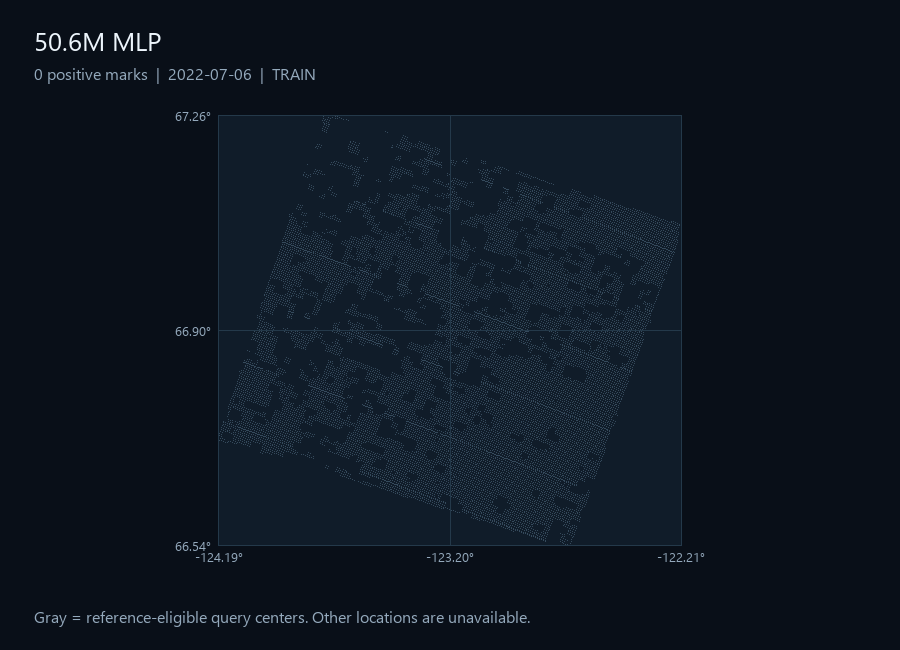 50.6M MLP
0 positive marks | 2022-07-06 | TRAIN
67.26°
66.90°
66.54°
-124.19°
-123.20°
-122.21°
Gray = reference-eligible query centers. Other locations are unavailable.